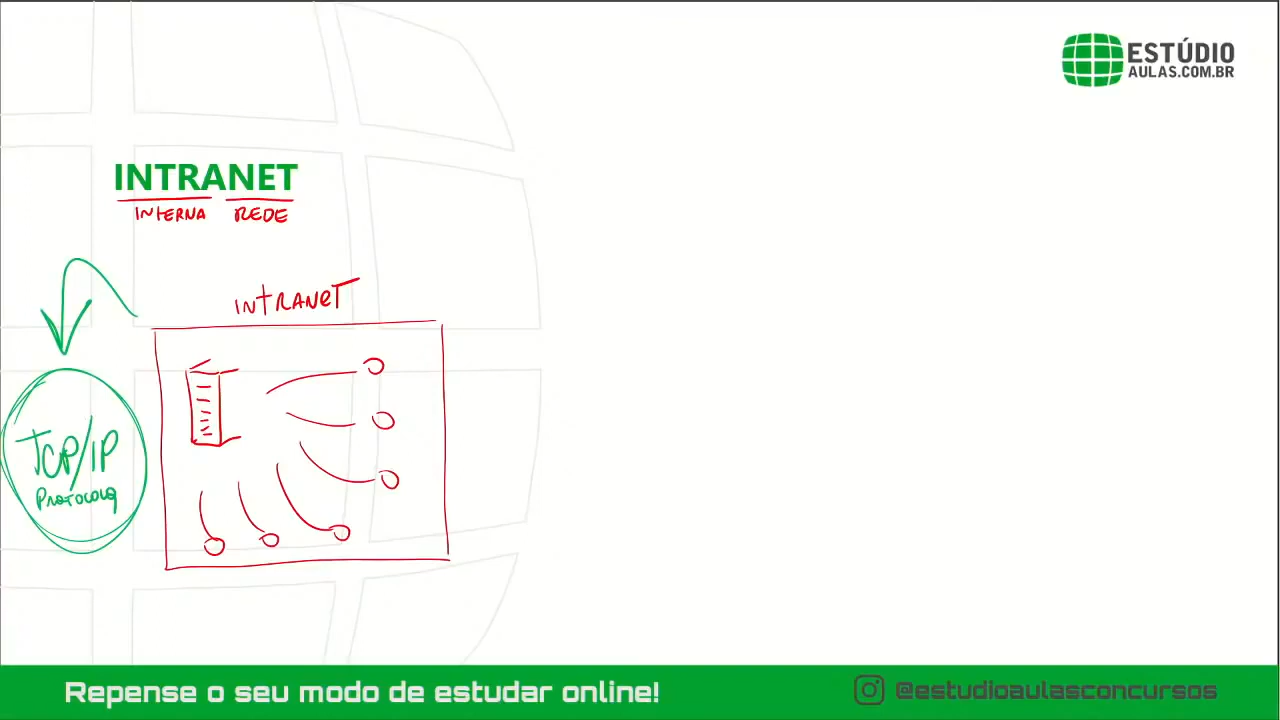 ESTÚDIO
AULAS.COM.BR
INTRANET
INTERNA REDE
INTRANET
TCP/IP
PROTOCOLO
Repense o seu modo de estudar online!
@estudioaulasconcursos